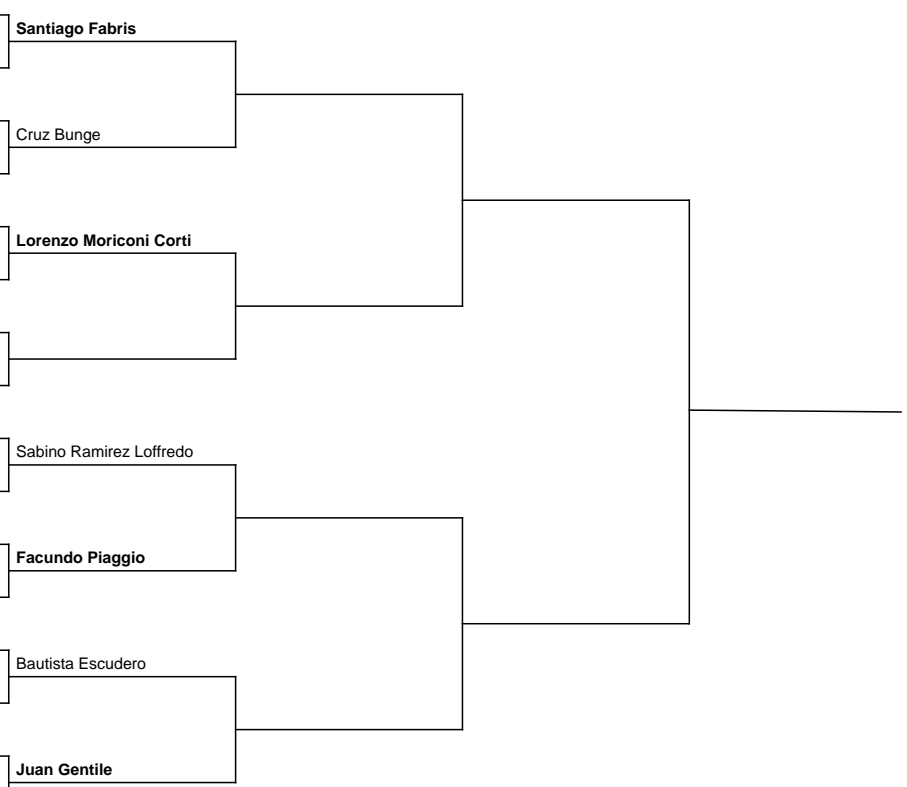 Santiago Fabris
Cruz Bunge
Lorenzo Moriconi Corti
Sabino Ramirez Loffredo
Facundo Piaggio
Bautista Escudero
Juan Gentile